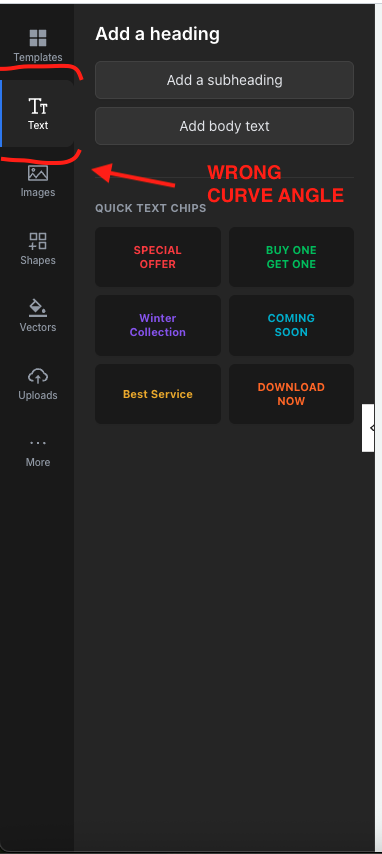 Add a heading
Templates
Add a subheading
Text
Add body text
WRONG
CURVE ANGLE
Images
QUICK TEXT CHIPS
Shapes
SPECIAL
OFFER
BUY ONE
GET ONE
Vectors
Winter
Collection
COMING
SOON
Uploads
Best Service
DOWNLOAD
NOW
More